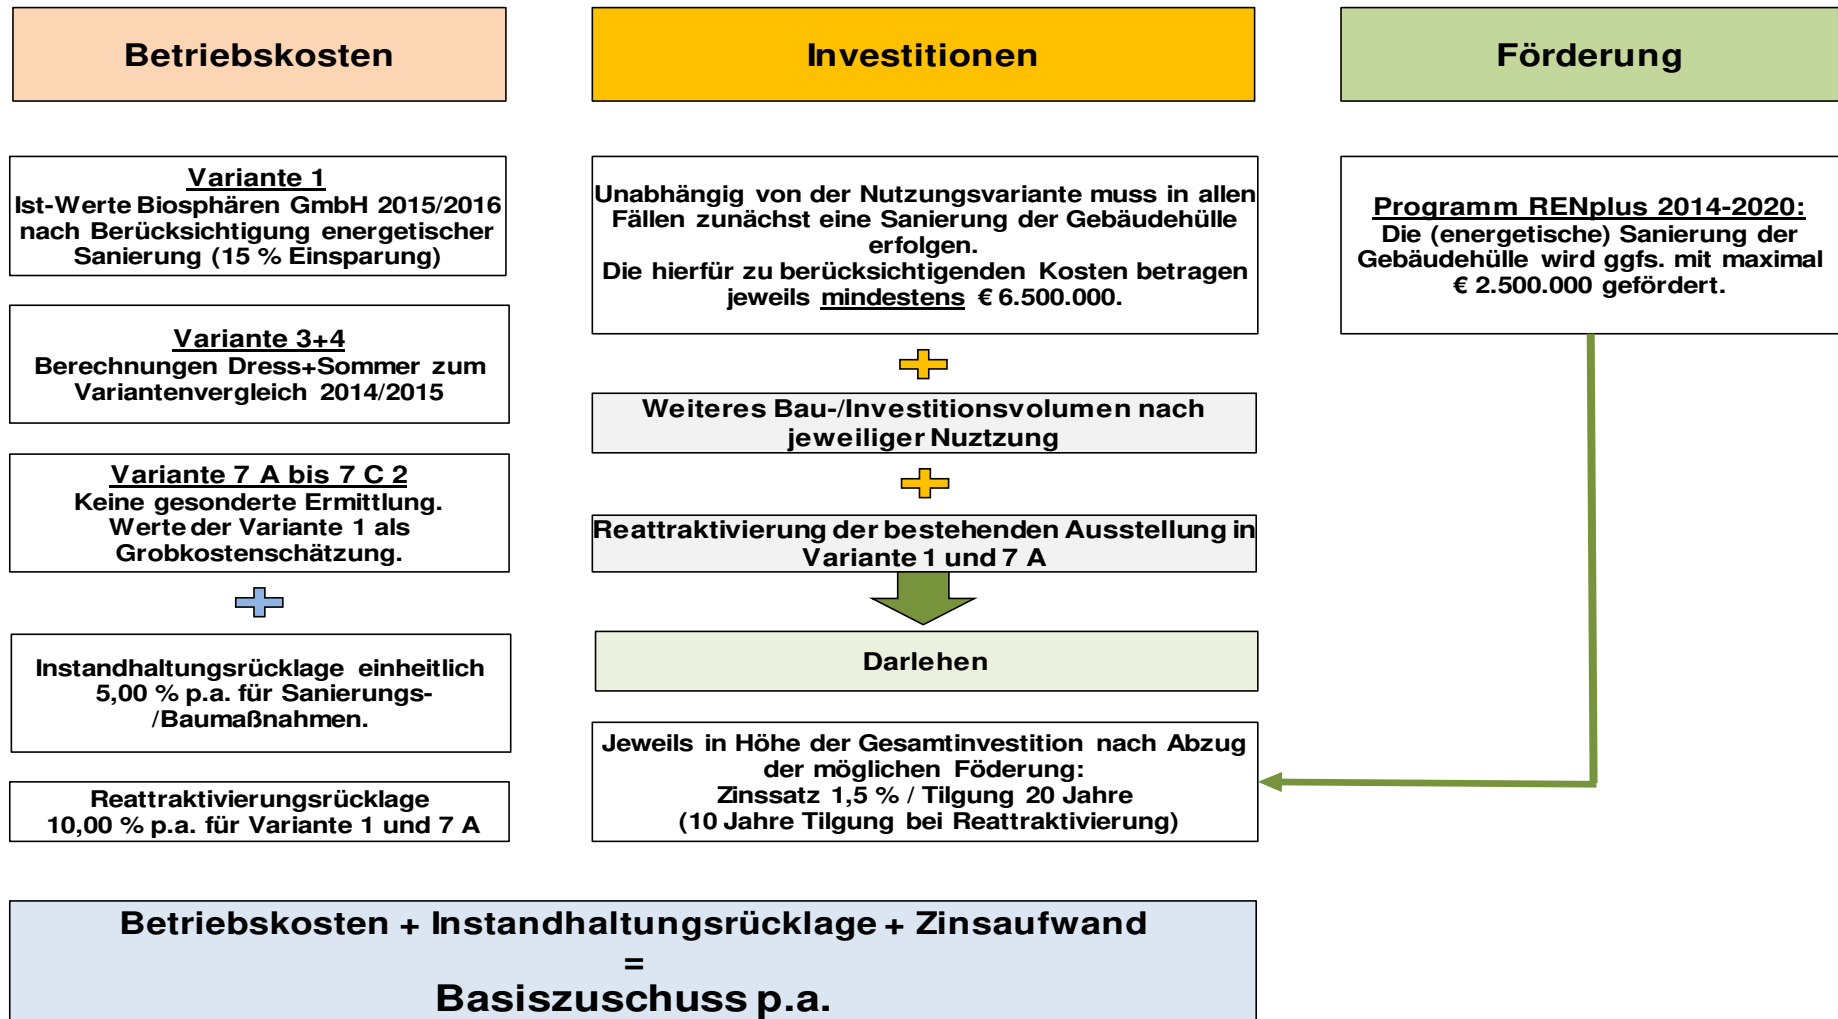 Betriebskosten
Variante 1
Ist-Werte Biosphären GmbH 2015/2016
nach Berücksichtigung energetischer
Sanierung (15 % Einsparung)
Variante 3+4
Berechnungen Dress+Sommer zum
Variantenvergleich 2014/2015
Variante 7 A bis 7 C 2
Keine gesonderte Ermittlung.
Werte der Variante 1 als
Grobkostenschätzung.
Instandhaltungsrücklage einheitlich
5,00 % p.a. für Sanierungs-
/Baumaßnahmen.
Reattraktivierungsrücklage
10,00 % p.a. für Variante 1 und 7 A
Investitionen
Unabhängig von der Nutzungsvariante muss in allen
Fällen zunächst eine Sanierung der Gebäudehülle
erfolgen.
Die hierfür zu berücksichtigenden Kosten betragen
jeweils mindestens € 6.500.000.
Weiteres Bau-/Investitionsvolumen nach
jeweiliger Nuztzung
Reattraktivierung der bestehenden Ausstellung in
Variante 1 und 7 A
Darlehen
Jeweils in Höhe der Gesamtinvestition nach Abzug
der möglichen Föderung:
Zinssatz 1,5 % / Tilgung 20 Jahre
(10 Jahre Tilgung bei Reattraktivierung)
Förderung
Programm RENplus 2014-2020:
Die (energetische) Sanierung der
Gebäudehülle wird ggfs. mit maximal
€ 2.500.000 gefördert.
Betriebskosten + Instandhaltungsrücklage + Zinsaufwand
=
Basiszuschuss p.a.